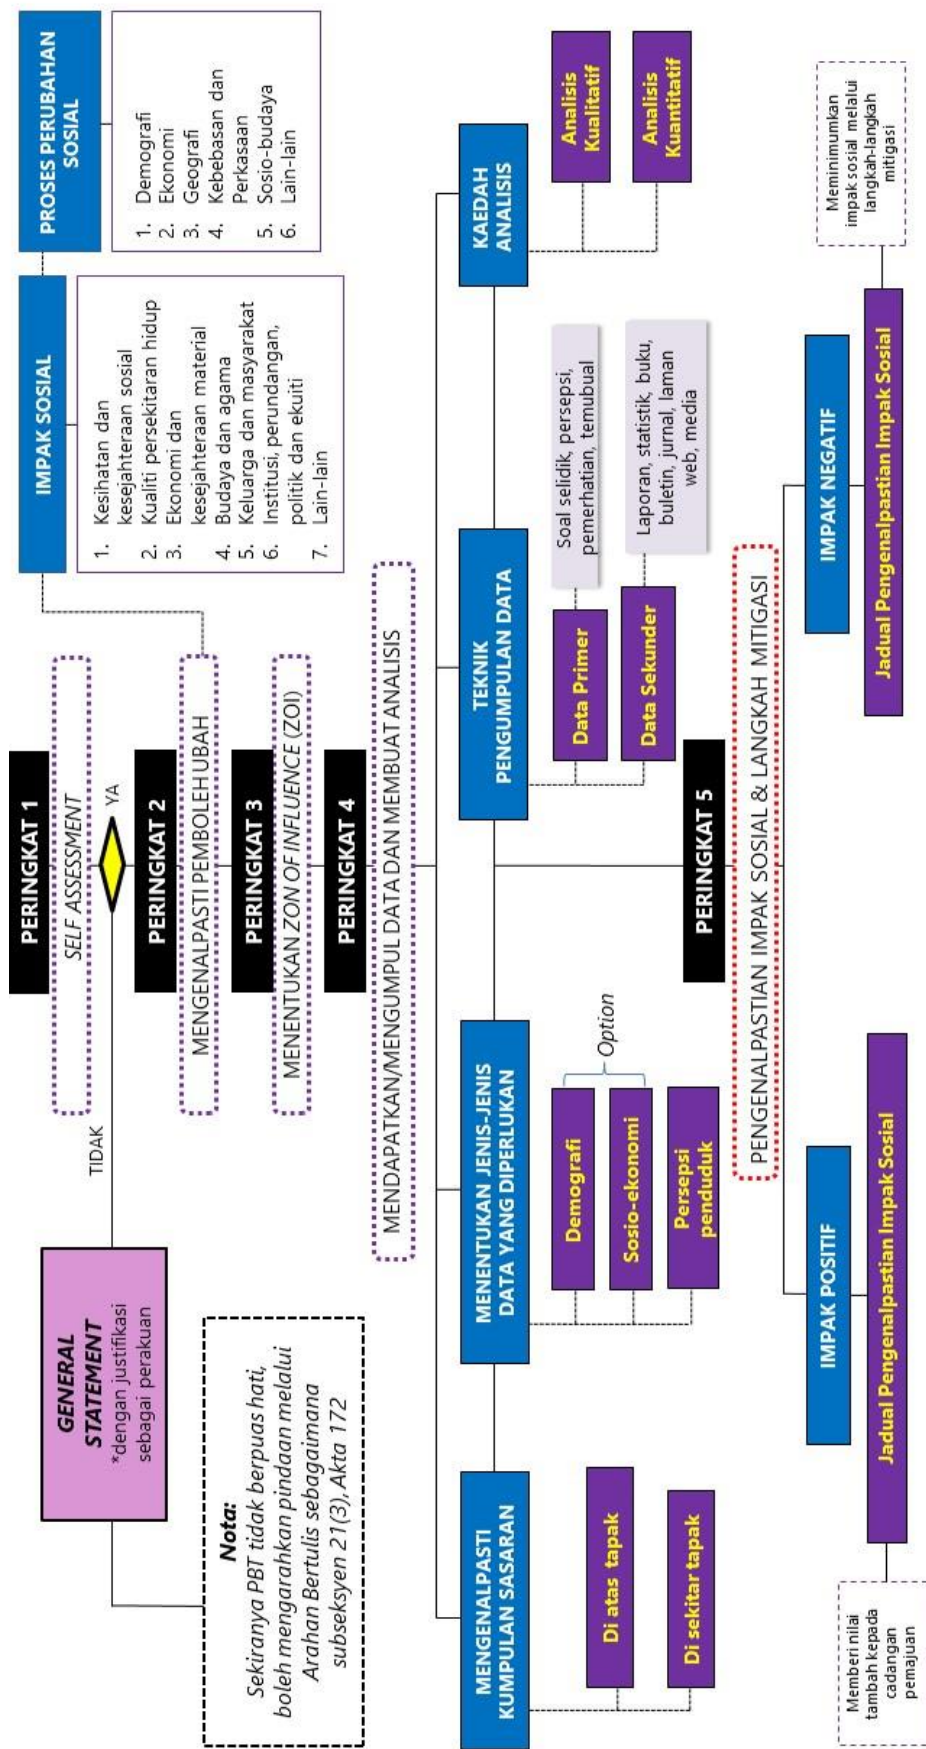 PERINGKAT 1
SELF ASSESSMENT
TIDAK
YA
GENERAL
STATEMENT
*dengan justifikasi
sebagai perakuan
Nota:
Sekiranya PBT tidak berpuas hati,
boleh mengarahkan pindaan melalui
Arahan Bertulis sebagaimana
subseksyen 21(3), Akta 172
PERINGKAT 2
MENGENALPASTI PEMBOLEH UBAH
IMPAK SOSIAL
1. Kesihatan dan
kesejahteraan sosial
2. Kualiti persekitaran hidup
3. Ekonomi dan
kesejahteraan material
4. Budaya dan agama
5. Keluarga dan masyarakat
6. Institusi, perundangan,
politik dan ekuiti
7. Lain-lain
PROSES PERUBAHAN
SOSIAL
1. Demografi
2. Ekonomi
3. Geografi
4. Kebebasan dan
Perkasaan
5. Sosio-budaya
6. Lain-lain
PERINGKAT 3
MENENTUKAN ZON OF INFLUENCE (ZOI)
PERINGKAT 4
MENDAPATKAN/MENGUMPUL DATA DAN MEMBUAT ANALISIS
MENGENALPASTI
KUMPULAN SASARAN
Di atas tapak
Di sekitar tapak
MENENTUKAN JENIS-JENIS
DATA YANG DIPERLUKAN
Demografi
Sosio-ekonomi
Option
Persepsi
penduduk
TEKNIK
PENGUMPULAN DATA
Data Primer
Soal selidik, persepsi,
pemerhatian, temubual
Data Sekunder
Laporan, statistik, buku,
buletin, jurnal, laman
web, media
KAEDAH
ANALISIS
Analisis
Kualitatif
Analisis
Kuantitatif
PERINGKAT 5
PENGENALPASTIAN IMPAK SOSIAL & LANGKAH MITIGASI
IMPAK POSITIF
Jadual Pengenalpastian Impak Sosial
Memberi nilai
tambah kepada
cadangan
pemajuan
IMPAK NEGATIF
Jadual Pengenalpastian Impak Sosial
Meminimumkan
impak sosial melalui
langkah-langkah
mitigasi